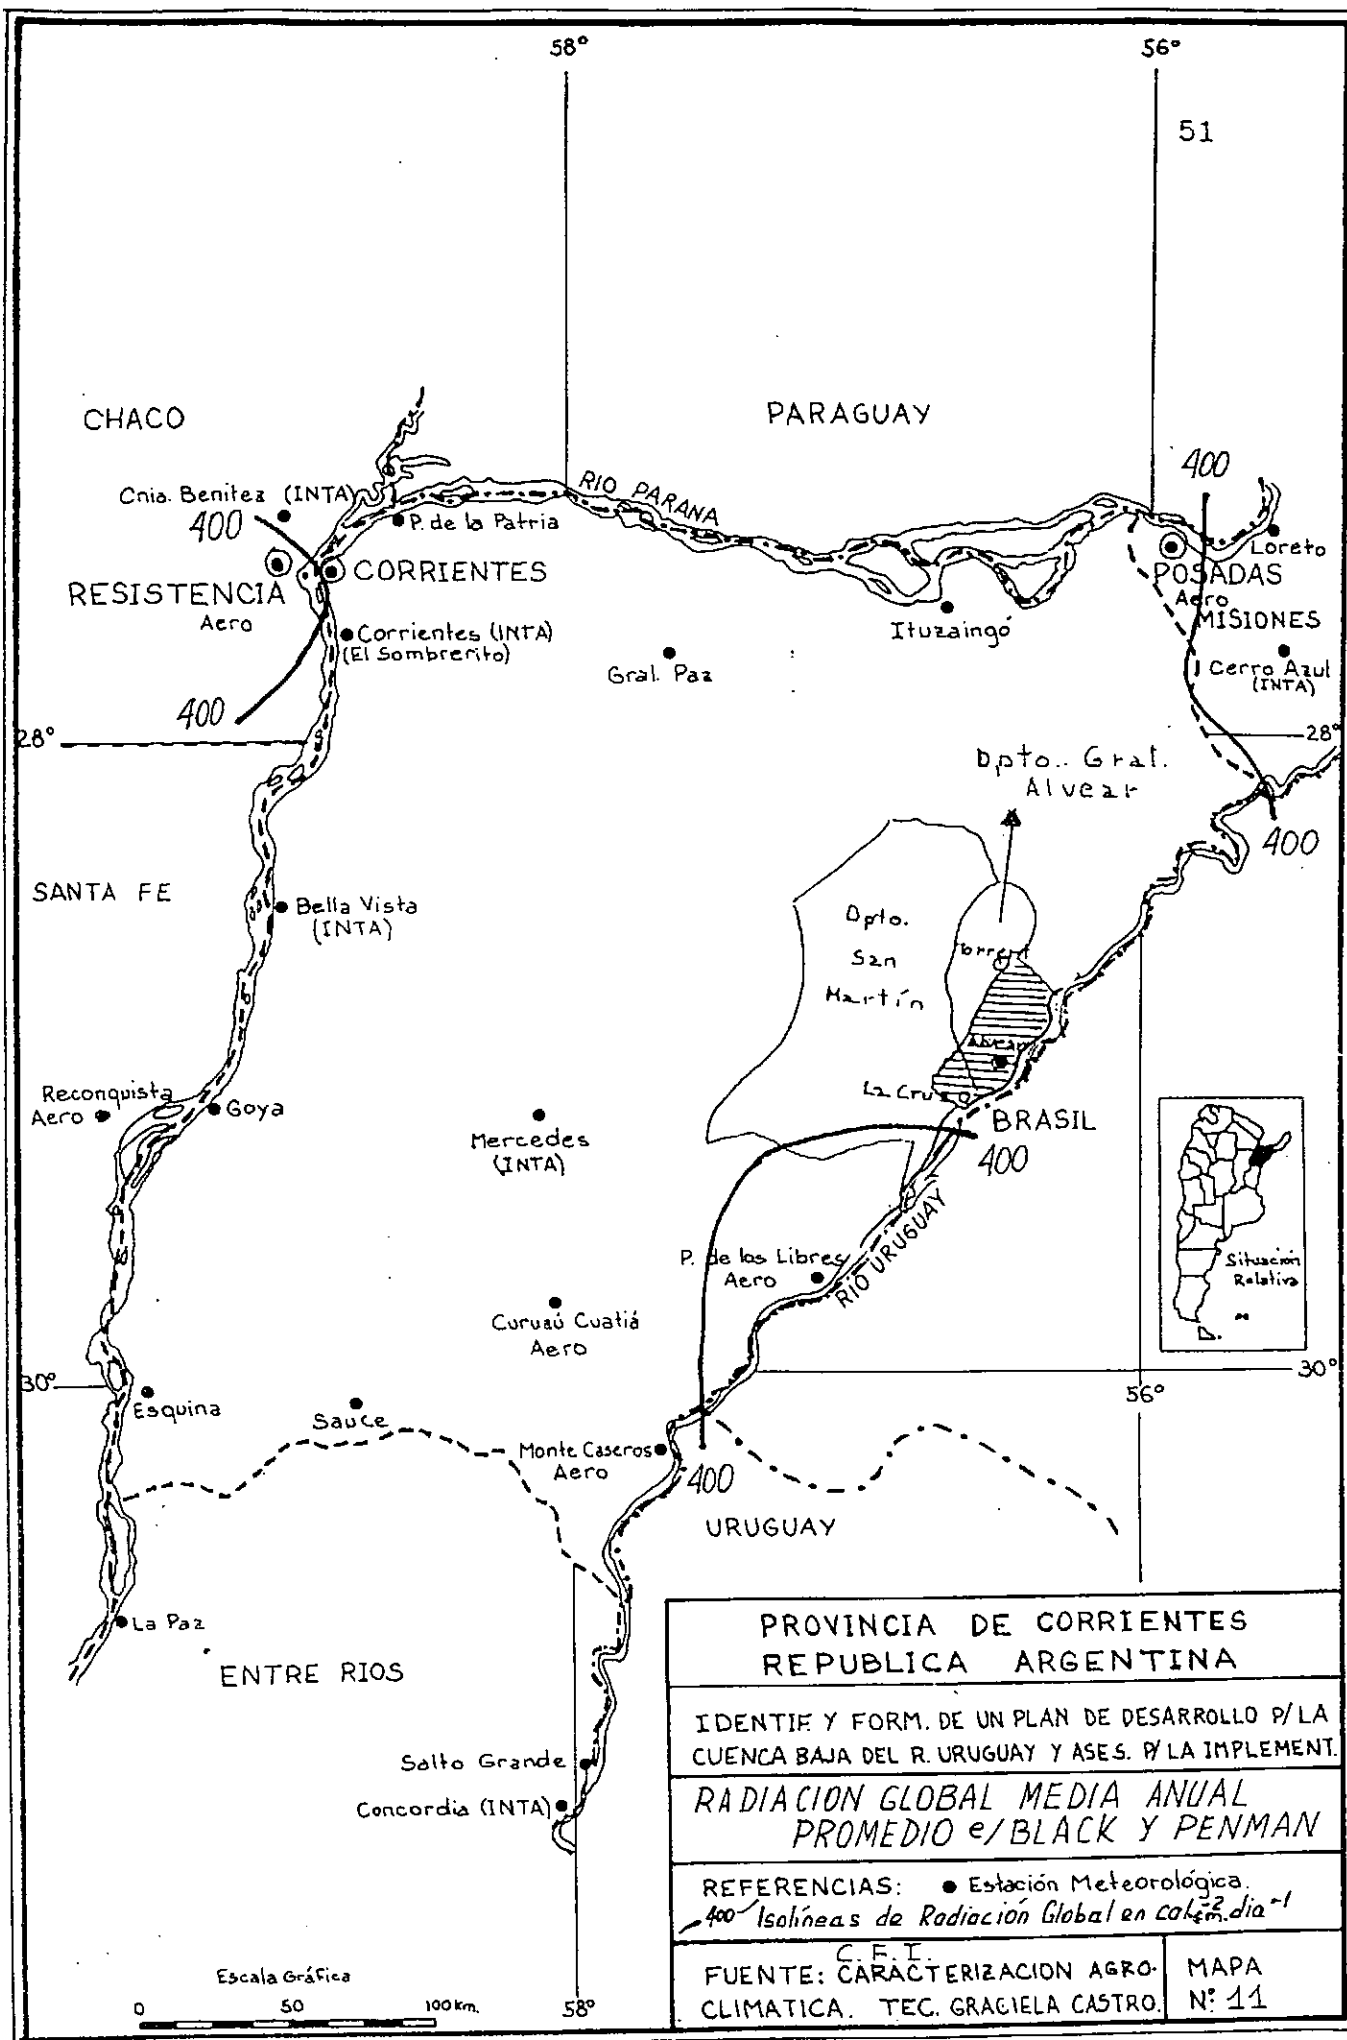 58°
56°
51
CHACO
PARAGUAY
400
Cnia. Benitez (INTA)
400
RIO PARANA
P. de la Patria
Loreto
RESISTENCIA
Aero
CORRIENTES
POSADAS
Aero
MISIONES
Ituzaingó
Corrientes (INTA)
(El Sombrerito)
Gral. Paz
Cerro Azul
(INTA)
400
28°
28°
Dpto.. Gral.
Alvear
400
SANTA FE
Bella Vista
(INTA)
Dpto.
San
Martín
Torrent
Alvear
La Cruz
Reconquista
Aero
Goya
Mercedes
(INTA)
BRASIL
400
RIO URUGUAY
P. de los Libres
Aero
Situación
Relativa
Curuzú Cuatiá
Aero
30°
30°
56°
Esquina
Sauce
Monte Caseros
Aero
400
URUGUAY
La Paz
ENTRE RIOS
Salto Grande
Concordia (INTA)
58°
Escala Gráfica
0 50 100 km.
PROVINCIA DE CORRIENTES
REPUBLICA ARGENTINA
IDENTIF. Y FORM. DE UN PLAN DE DESARROLLO P/ LA
CUENCA BAJA DEL R. URUGUAY Y ASES. P/ LA IMPLEMENT.
RADIACION GLOBAL MEDIA ANUAL
PROMEDIO e/ BLACK Y PENMAN
REFERENCIAS: ● Estación Meteorológica.
400 Isolíneas de Radiación Global en cal.cm.⁻² dia⁻¹
C.F.I.
FUENTE: CARACTERIZACION AGRO-
CLIMATICA. TEC. GRACIELA CASTRO.
MAPA
N°: 11